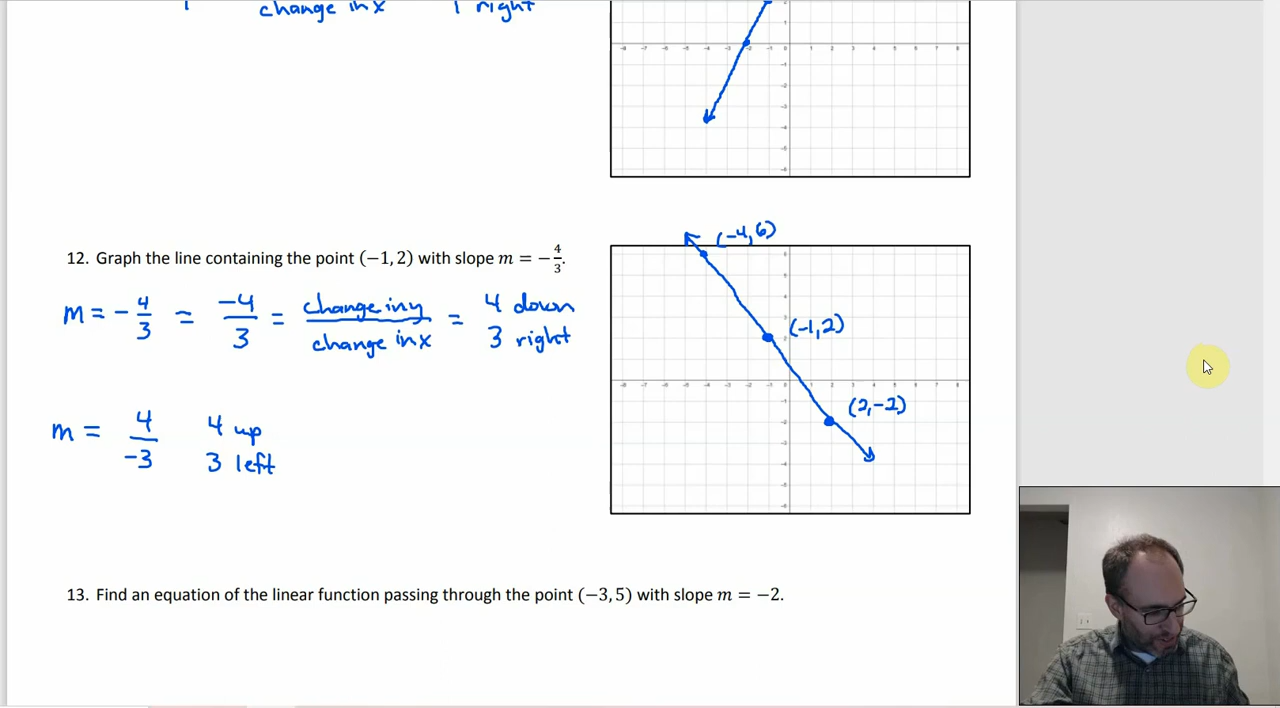 1 change in x 1 right
12. Graph the line containing the point (−1, 2) with slope m = −4/3.
m = − 4/3 = −4/3 = change in y/change in x = 4 down/3 right
(−4, 6)
(−1, 2)
(2, −2)
m = 4/−3 4 up
3 left
13. Find an equation of the linear function passing through the point (−3, 5) with slope m = −2.